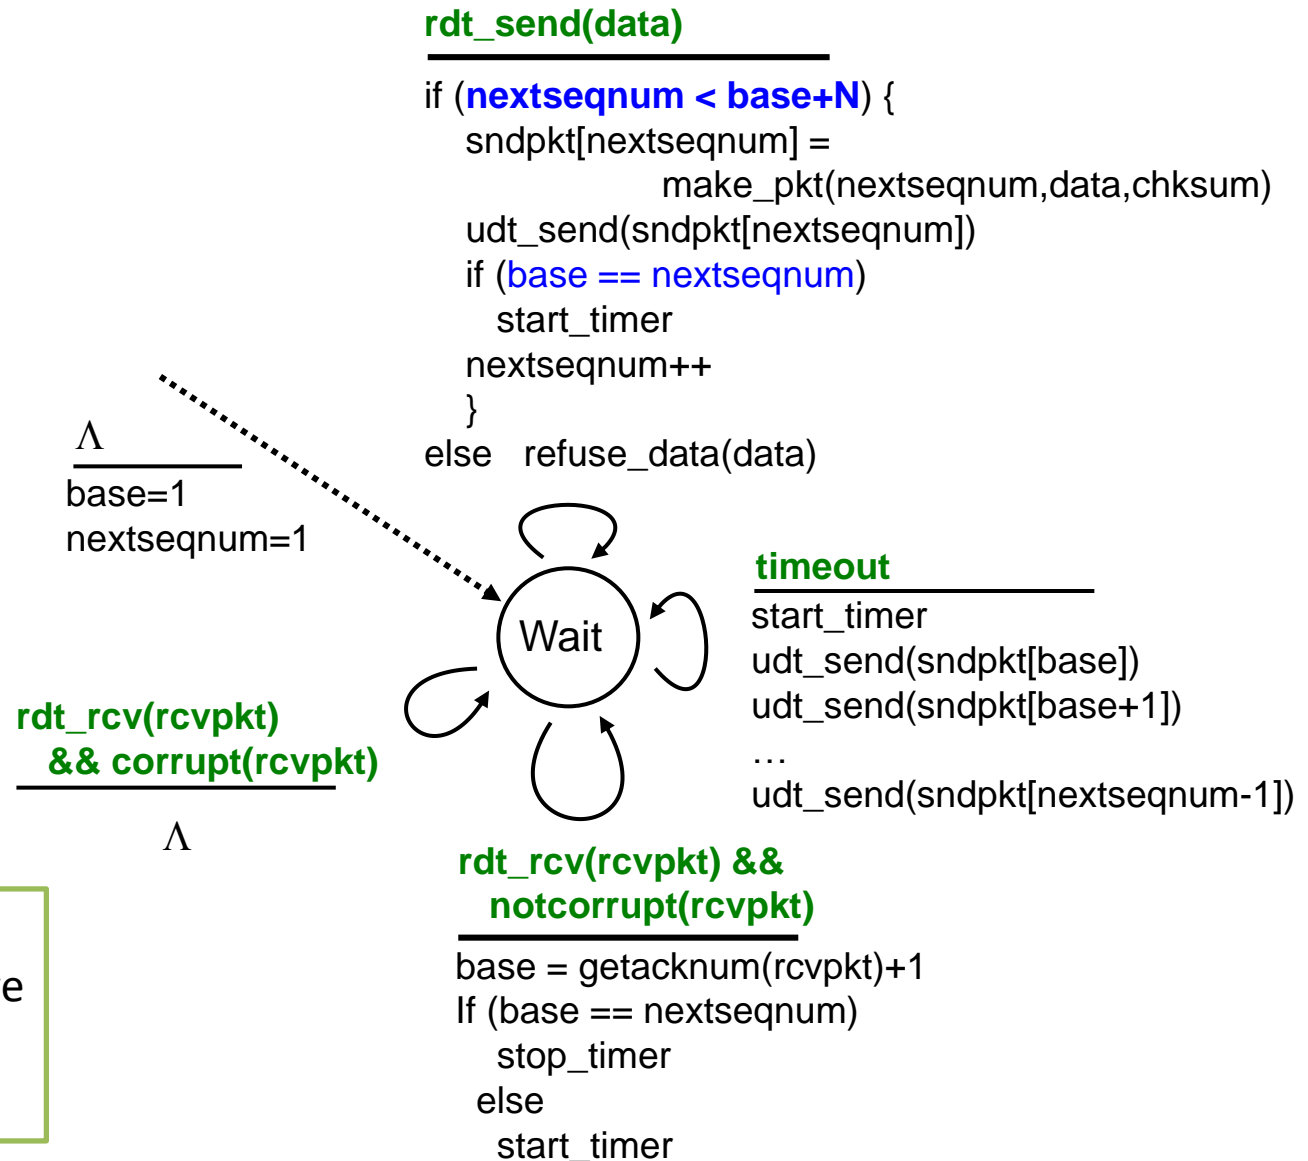 rdt_send(data)
if (nextseqnum < base+N) {
sndpkt[nextseqnum] =
make_pkt(nextseqnum,data,chksum)
udt_send(sndpkt[nextseqnum])
if (base == nextseqnum)
start_timer
nextseqnum++
}
else refuse_data(data)
Λ
base=1
nextseqnum=1
Wait
timeout
start_timer
udt_send(sndpkt[base])
udt_send(sndpkt[base+1])
…
udt_send(sndpkt[nextseqnum-1])
rdt_rcv(rcvpkt)
&& corrupt(rcvpkt)
Λ
rdt_rcv(rcvpkt) &&
notcorrupt(rcvpkt)
base = getacknum(rcvpkt)+1
If (base == nextseqnum)
stop_timer
else
start_timer